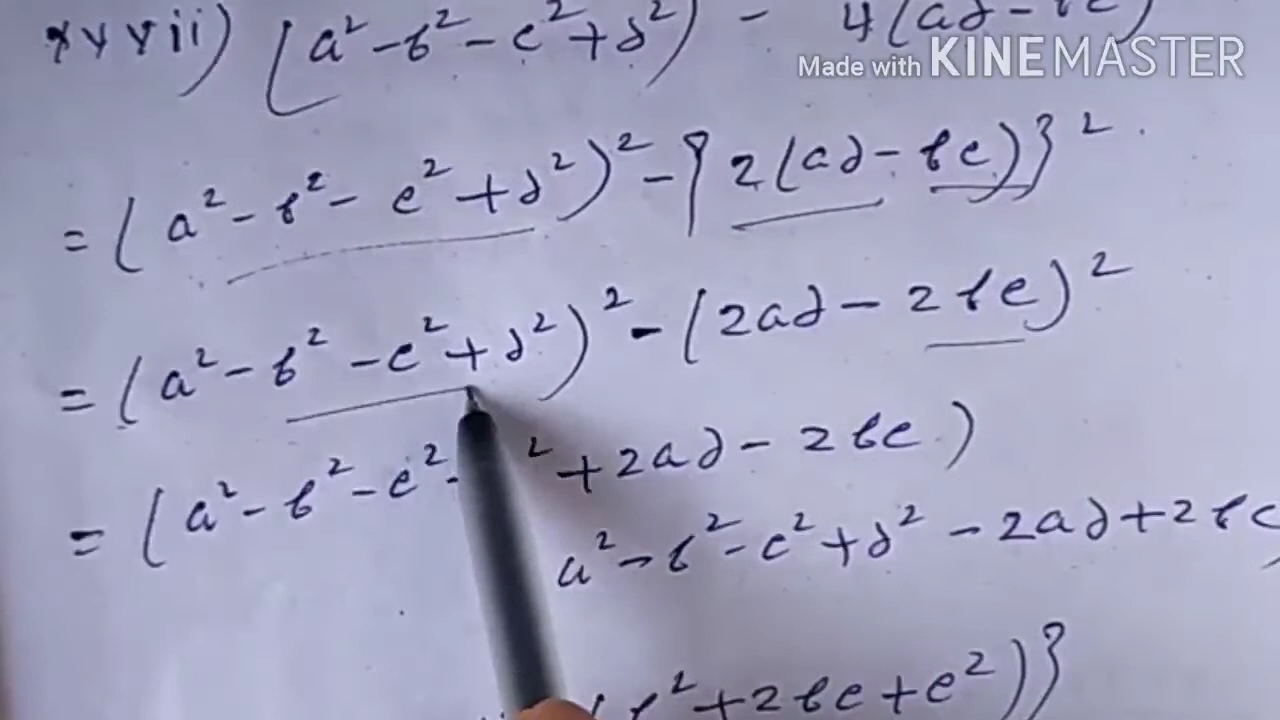 xxvii) (a² - b² - c² + d²) - 4(ad - bc)
Made with KINEMASTER
= (a² - b² - c² + d²)² - {2(ad - bc)}²
= (a² - b² - c² + d²)² - (2ad - 2bc)²
= (a² - b² - c² - ² + 2ad - 2bc)
a² - b² - c² + d² - 2ad + 2bc
b² + 2bc + c²)}